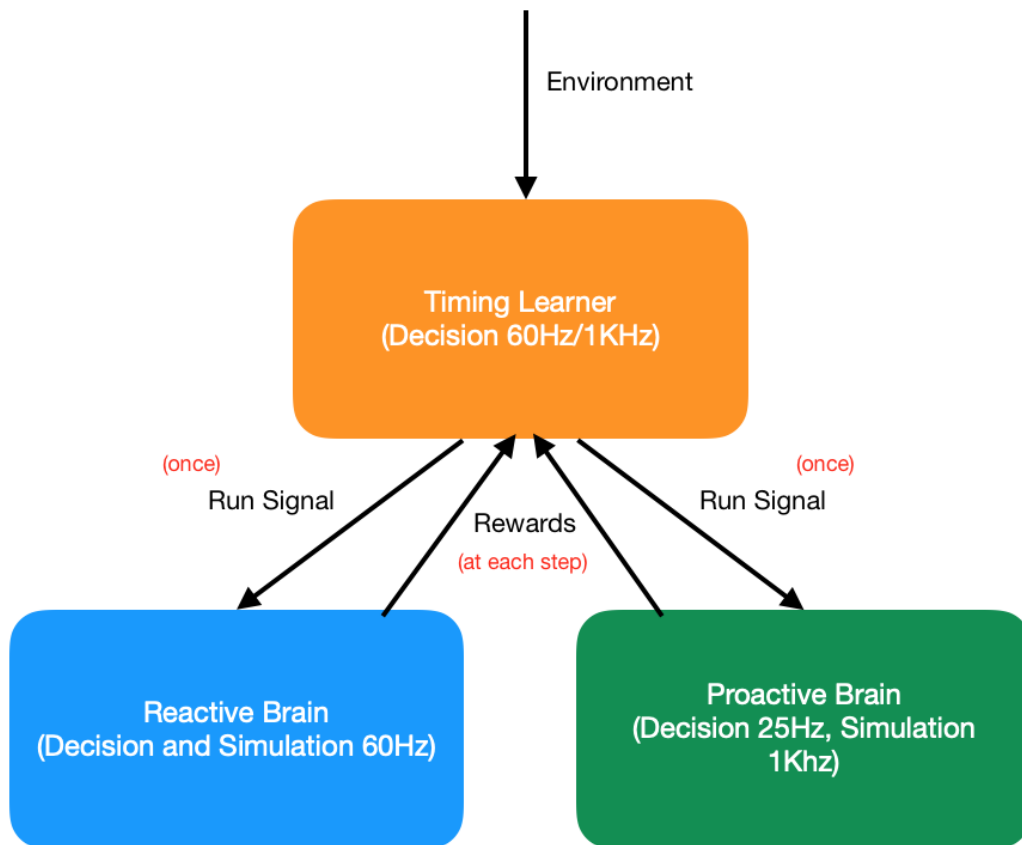 Environment
Timing Learner
(Decision 60Hz/1KHz)
(once)
Run Signal
Rewards
(at each step)
(once)
Run Signal
Reactive Brain
(Decision and Simulation 60Hz)
Proactive Brain
(Decision 25Hz, Simulation
1Khz)